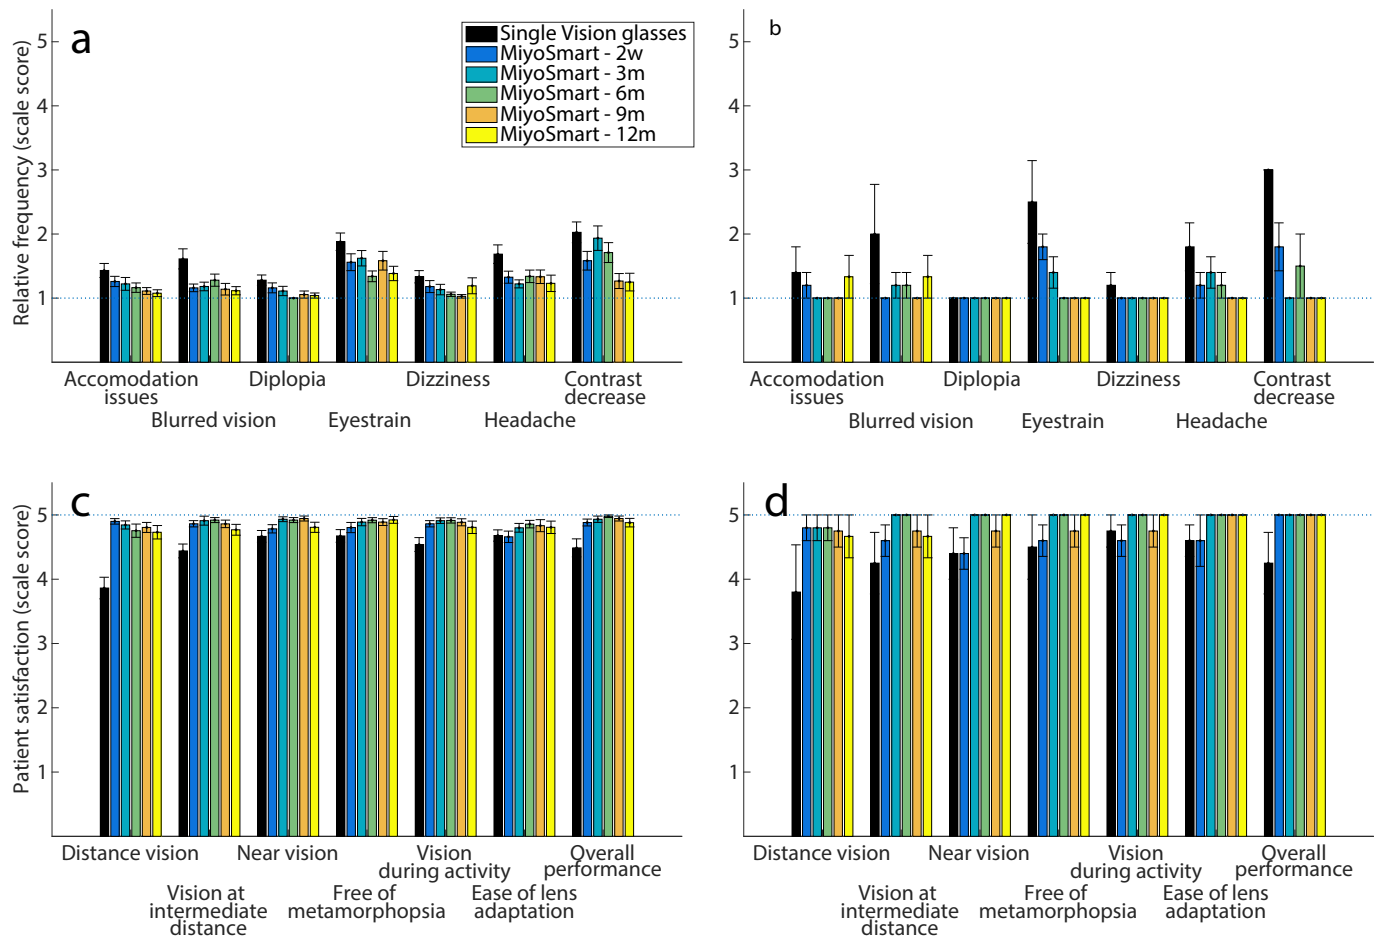 a
Single Vision glasses
MiyoSmart - 2w
MiyoSmart - 3m
MiyoSmart - 6m
MiyoSmart - 9m
MiyoSmart - 12m
Relative frequency (scale score)
5
4
3
2
1
Accomodation
issues
Blurred vision
Diplopia
Eyestrain
Dizziness
Headache
Contrast
decrease
b
5
4
3
2
1
Accomodation
issues
Blurred vision
Diplopia
Eyestrain
Dizziness
Headache
Contrast
decrease
c
Patient satisfaction (scale score)
5
4
3
2
1
Distance vision
Vision at
intermediate
distance
Near vision
Free of
metamorphopsia
Vision
during activity
Ease of lens
adaptation
Overall
performance
d
5
4
3
2
1
Distance vision
Vision at
intermediate
distance
Near vision
Free of
metamorphopsia
Vision
during activity
Ease of lens
adaptation
Overall
performance